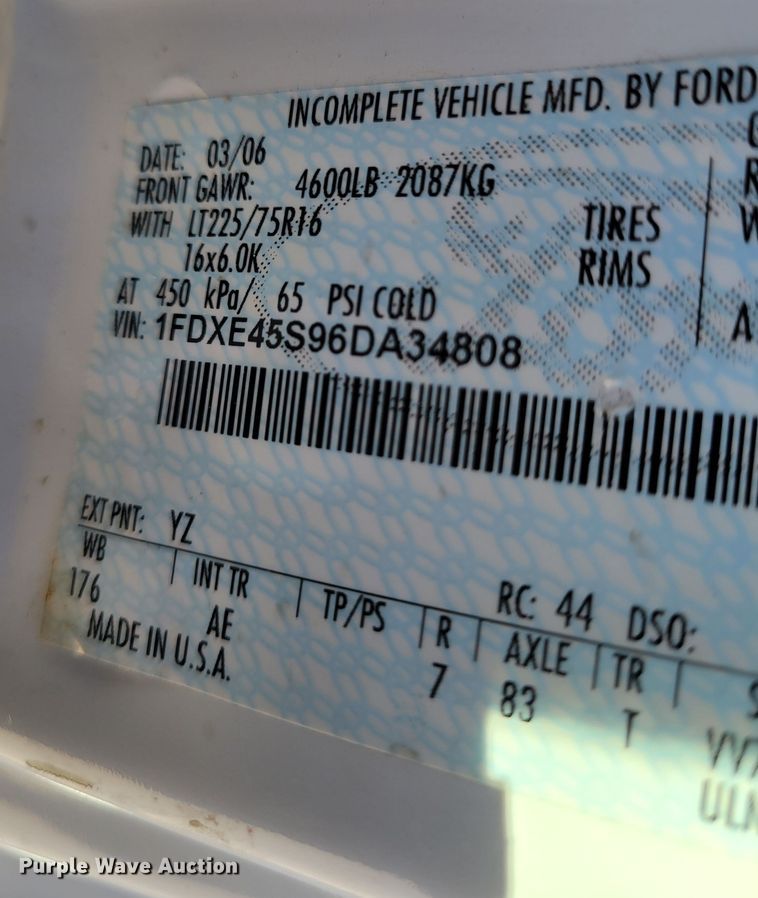 INCOMPLETE VEHICLE MFD. BY FORD
DATE: 03/06
FRONT GAWR: 4600LB 2087KG
WITH LT225/75R16 TIRES
16x6.0K RIMS
AT 450 kPa/ 65 PSI COLD
VIN: 1FDXE45S96DA34808
EXT PNT: YZ RC: 44 DSO:
WB INT TR TP/PS R AXLE TR
176 AE 7 83 T
MADE IN U.S.A.
Purple Wave Auction